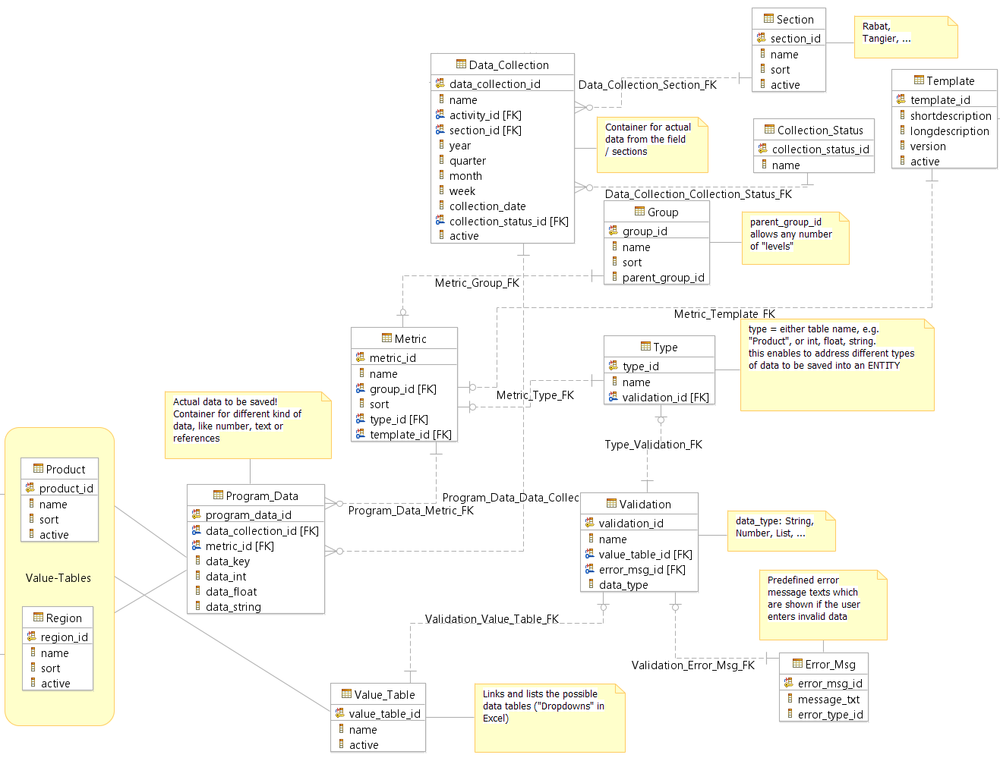 Section
section_id
name
sort
active
Rabat,
Tangier, ...
Data_Collection
data_collection_id
name
activity_id [FK]
section_id [FK]
year
quarter
month
week
collection_date
collection_status_id [FK]
active
Data_Collection_Section_FK
Template
template_id
shortdescription
longdescription
version
active
Container for actual
data from the field
/ sections
Collection_Status
collection_status_id
name
Data_Collection_Collection_Status_FK
Group
group_id
name
sort
parent_group_id
parent_group_id
allows any number
of "levels"
Metric_Group_FK
Metric_Template_FK
Metric
metric_id
name
group_id [FK]
sort
type_id [FK]
template_id [FK]
Type
type_id
name
validation_id [FK]
type = either table name, e.g.
"Product", or int, float, string.
this enables to address different types
of data to be saved into an ENTITY
Metric_Type_FK
Actual data to be saved!
Container for different kind of
data, like number, text or
references
Type_Validation_FK
Product
product_id
name
sort
active
Value-Tables
Region
region_id
name
sort
active
Program_Data
program_data_id
data_collection_id [FK]
metric_id [FK]
data_key
data_int
data_float
data_string
Program_Data_Data_Collec
Program_Data_Metric_FK
Validation
validation_id
name
value_table_id [FK]
error_msg_id [FK]
data_type
data_type: String,
Number, List, ...
Predefined error
message texts which
are shown if the user
enters invalid data
Validation_Value_Table_FK
Validation_Error_Msg_FK
Error_Msg
error_msg_id
message_txt
error_type_id
Value_Table
value_table_id
name
active
Links and lists the possible
data tables ("Dropdowns" in
Excel)